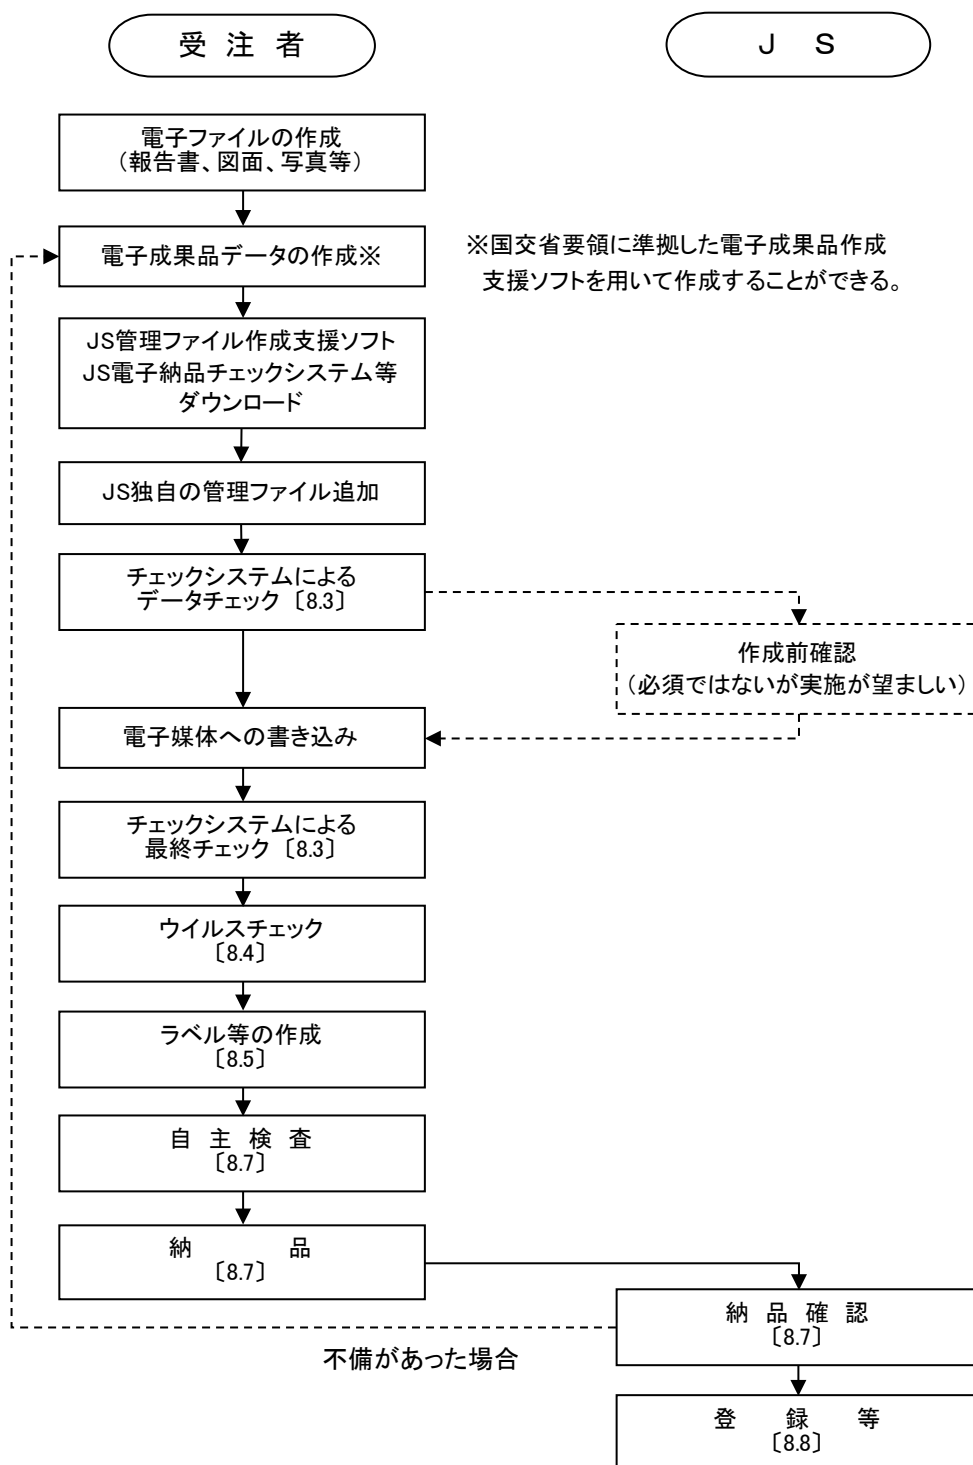 受 注 者
J S
電子ファイルの作成
（報告書、図面、写真等）
電子成果品データの作成※
※国交省要領に準拠した電子成果品作成
支援ソフトを用いて作成することができる。
JS管理ファイル作成支援ソフト
JS電子納品チェックシステム等
ダウンロード
JS独自の管理ファイル追加
チェックシステムによる
データチェック〔8.3〕
作成前確認
（必須ではないが実施が望ましい）
電子媒体への書き込み
チェックシステムによる
最終チェック〔8.3〕
ウイルスチェック
〔8.4〕
ラベル等の作成
〔8.5〕
自 主 検 査
〔8.7〕
納 品
〔8.7〕
納 品 確 認
〔8.7〕
不備があった場合
登 録 等
〔8.8〕